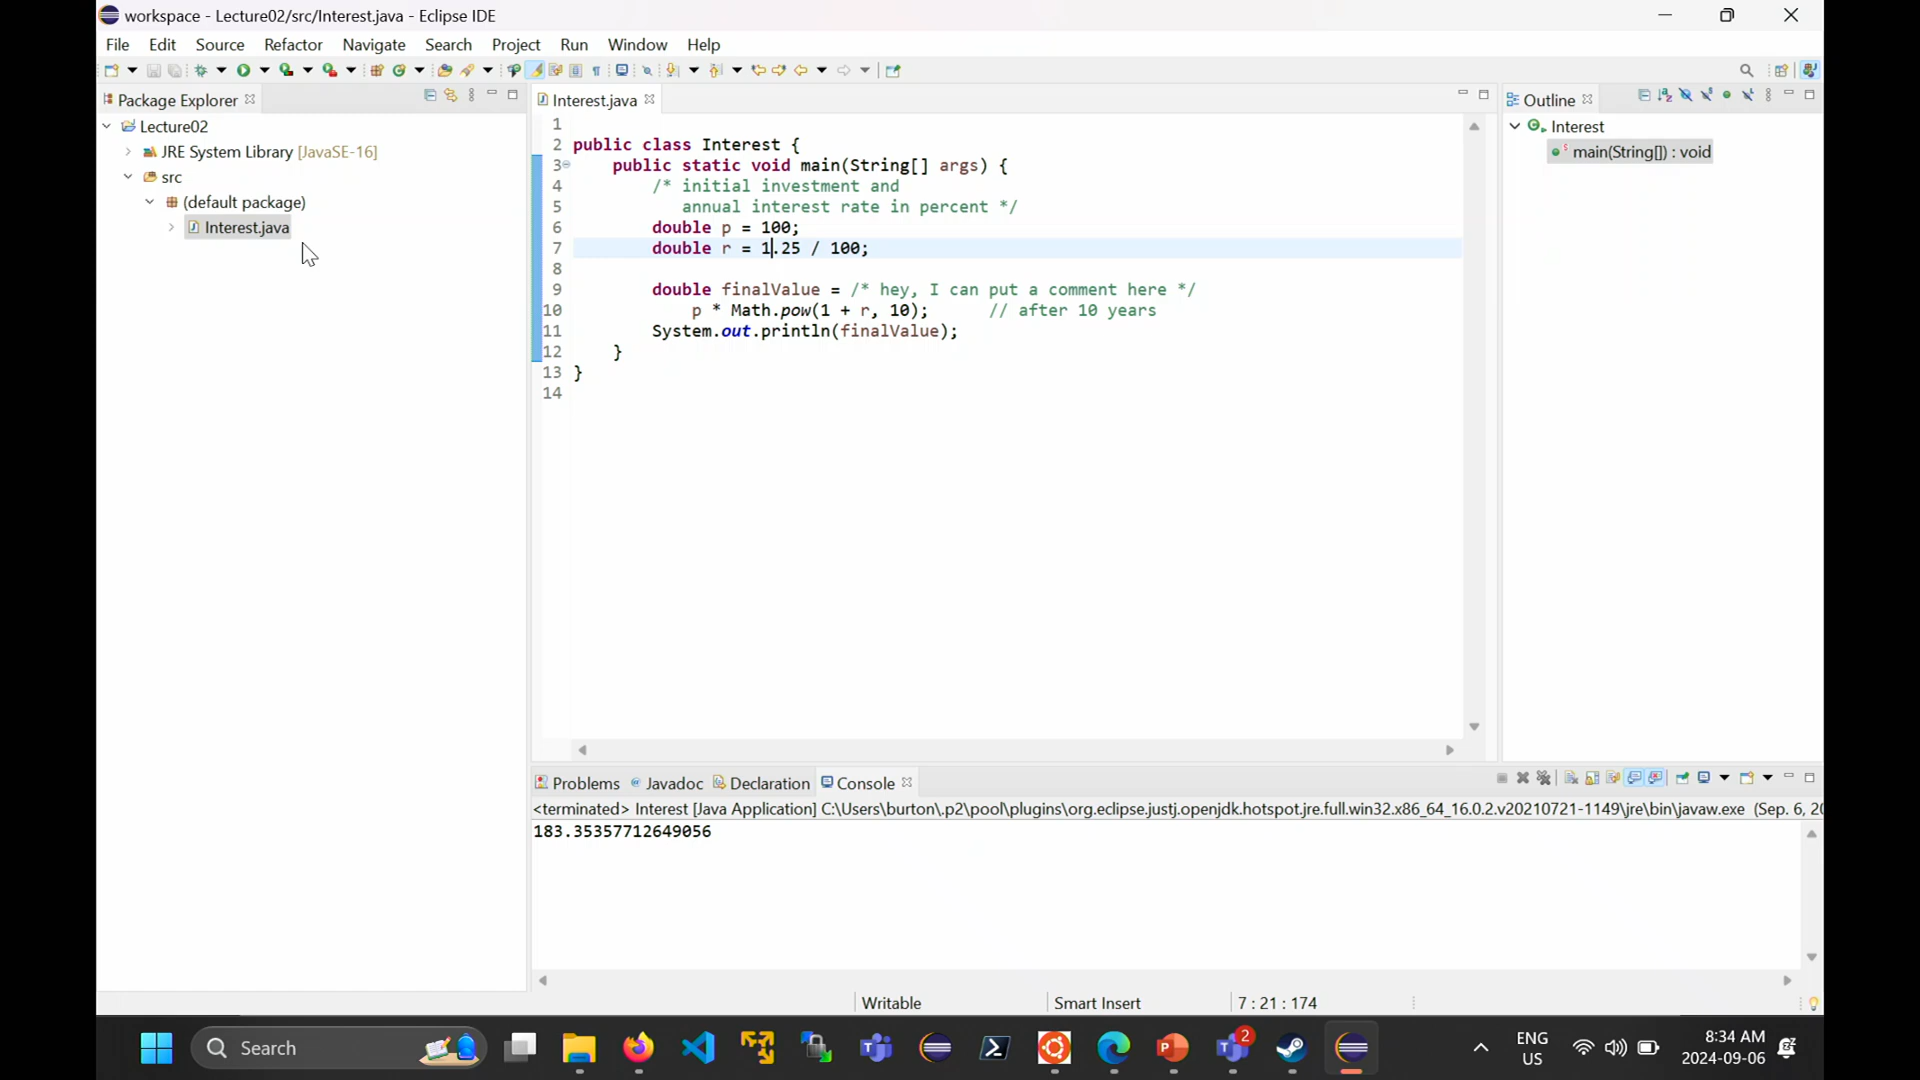 workspace - Lecture02/src/Interest.java - Eclipse IDE
File Edit Source Refactor Navigate Search Project Run Window Help
Package Explorer
Lecture02
JRE System Library [JavaSE-16]
src
(default package)
Interest.java
Interest.java
1
2 public class Interest {
3 public static void main(String[] args) {
4 /* initial investment and
5 annual interest rate in percent */
6 double p = 100;
7 double r = 1.25 / 100;
8
9 double finalValue = /* hey, I can put a comment here */
10 p * Math.pow(1 + r, 10); // after 10 years
11 System.out.println(finalValue);
12 }
13 }
14
Outline
Interest
main(String[]) : void
Problems Javadoc Declaration Console
<terminated> Interest [Java Application] C:\Users\burton\.p2\pool\plugins\org.eclipse.justj.openjdk.hotspot.jre.full.win32.x86_64_16.0.2.v20210721-1149\jre\bin\javaw.exe (Sep. 6, 20
183.35357712649056
Writable Smart Insert 7 : 21 : 174
Search
2
ENG
US
8:34 AM
2024-09-06